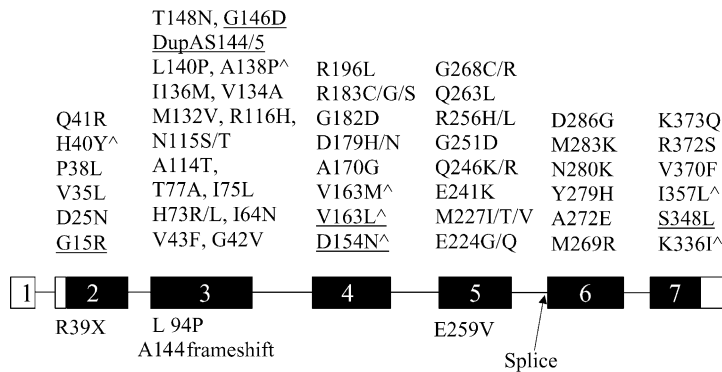 T148N, G146D
DupAS144/5
L140P, A138P^
I136M, V134A
M132V, R116H,
N115S/T
A114T,
T77A, I75L
H73R/L, I64N
V43F, G42V
Q41R
H40Y^
P38L
V35L
D25N
G15R
R196L
R183C/G/S
G182D
D179H/N
A170G
V163M^
V163L^
D154N^
G268C/R
Q263L
R256H/L
G251D
Q246K/R
E241K
M227I/T/V
E224G/Q
D286G
M283K
N280K
Y279H
A272E
M269R
K373Q
R372S
V370F
I357L^
S348L
K336I^
1 2 3 4 5 6 7
R39X
L 94P
A144frameshift
E259V
Splice